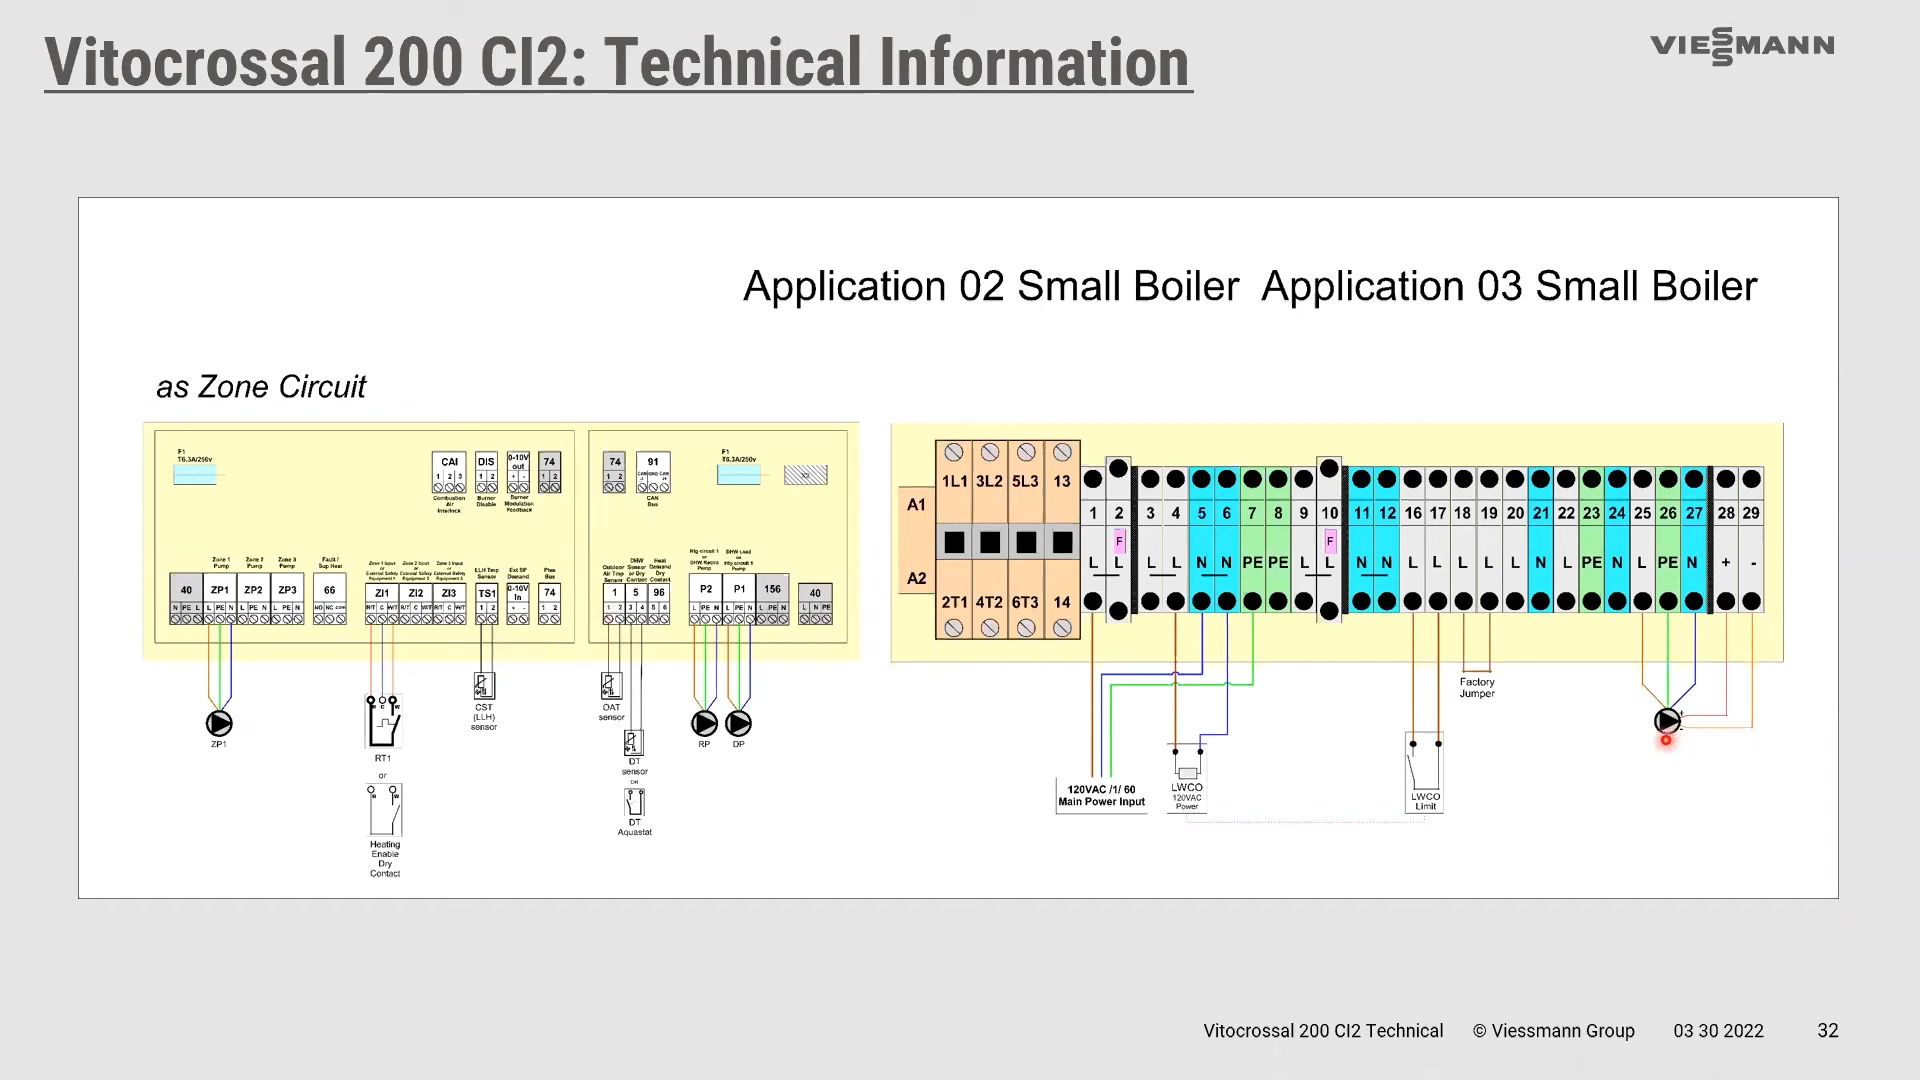 Vitocrossal 200 CI2: Technical Information
VIESSMANN
Application 02 Small Boiler Application 03 Small Boiler
as Zone Circuit
F1
T6.3A/250v
CAI
1 2 3
Combustion
Air
Interlock
DIS
1 2
Burner
Disable
0-10V
out
+ -
Burner
Modulation
Feedback
74
1 2
74
1 2
91
CAN
Bus
F1
T6.3A/250v
X3
Zone 1
Pump
Zone 2
Pump
Zone 3
Pump
Fault /
Sup Heat
Zone 1 Input
or
External Safety
Equipment 1
Zone 2 Input
or
External Safety
Equipment 2
Zone 3 Input
or
External Safety
Equipment 3
LLH Tmp
Sensor
Ext SP
Demand
Plus
Bus
40 ZP1 ZP2 ZP3 66 ZI1 ZI2 ZI3 TS1 0-10V In 74
N PE L L PE N L PE N L PE N NO NC com R/T C W/T R/T C W/T R/T C W/T 1 2 + - 1 2
Outdoor
Air Tmp
Sensor
DHW
Sensor
or Dry
Contact
Heat
Demand
Dry
Contact
Htg circuit 1
or
DHW Recirc
Pump
DHW Load
or
Htg circuit 1
Pump
1 5 96 P2 P1 156 40
1 2 3 4 5 6 L PE N L PE N L PE N L N PE
ZP1
R C W
RT1
or
R W
Heating
Enable
Dry
Contact
CST
(LLH)
sensor
OAT
sensor
DT
sensor
OR
DT
Aquastat
RP
DP
A1
A2
1L1 3L2 5L3 13
2T1 4T2 6T3 14
1 2 3 4 5 6 7 8 9 10 11 12 16 17 18 19 20 21 22 23 24 25 26 27 28 29
F F
L L L L N N PE PE L L N N L L L L L N L PE N L PE N + -
Factory
Jumper
120VAC /1/ 60
Main Power Input
LWCO
120VAC
Power
LWCO
Limit
+
-
Vitocrossal 200 CI2 Technical © Viessmann Group 03 30 2022 32